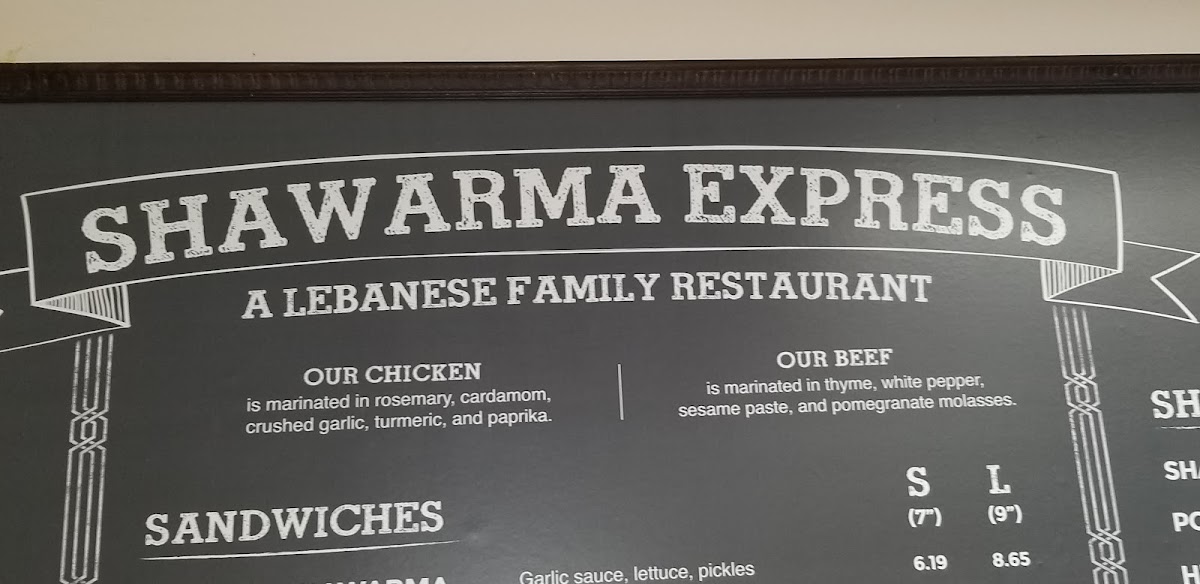 SHAWARMA EXPRESS
A LEBANESE FAMILY RESTAURANT
OUR CHICKEN
is marinated in rosemary, cardamom,
crushed garlic, turmeric, and paprika.
OUR BEEF
is marinated in thyme, white pepper,
sesame paste, and pomegranate molasses.
SANDWICHES
S L
(7") (9")
Garlic sauce, lettuce, pickles
6.19 8.65